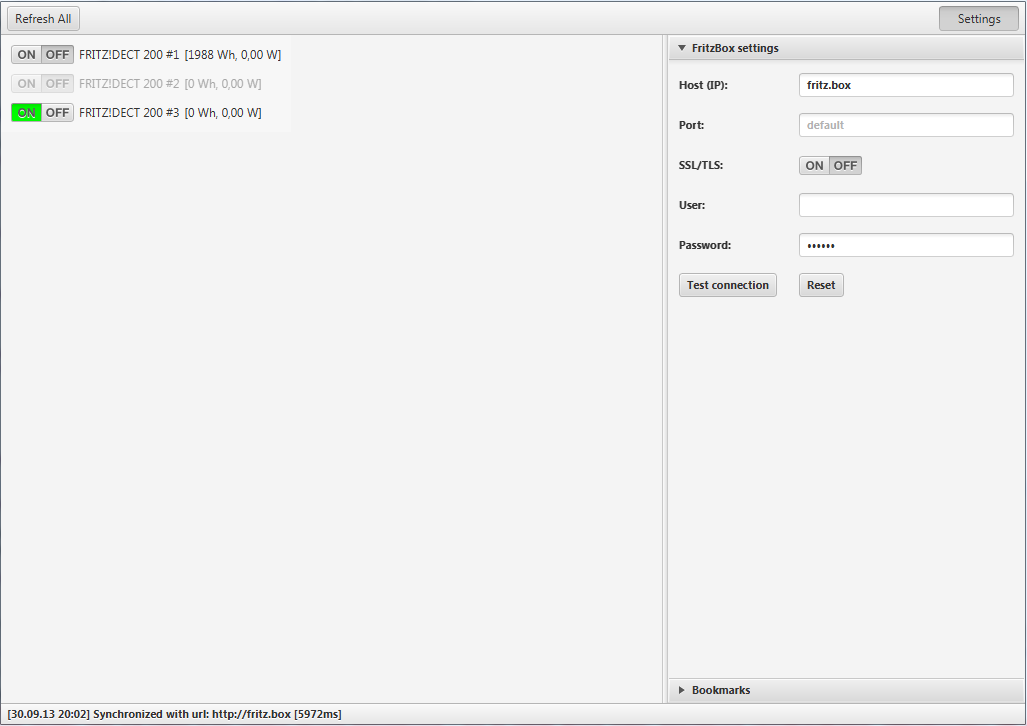 Refresh All
Settings
ON OFF FRITZ!DECT 200 #1 [1988 Wh, 0,00 W]
ON OFF FRITZ!DECT 200 #2 [0 Wh, 0,00 W]
ON OFF FRITZ!DECT 200 #3 [0 Wh, 0,00 W]
FritzBox settings
Host (IP): fritz.box
Port: default
SSL/TLS: ON OFF
User:
Password: ••••••
Test connection Reset
Bookmarks
[30.09.13 20:02] Synchronized with url: http://fritz.box [5972ms]